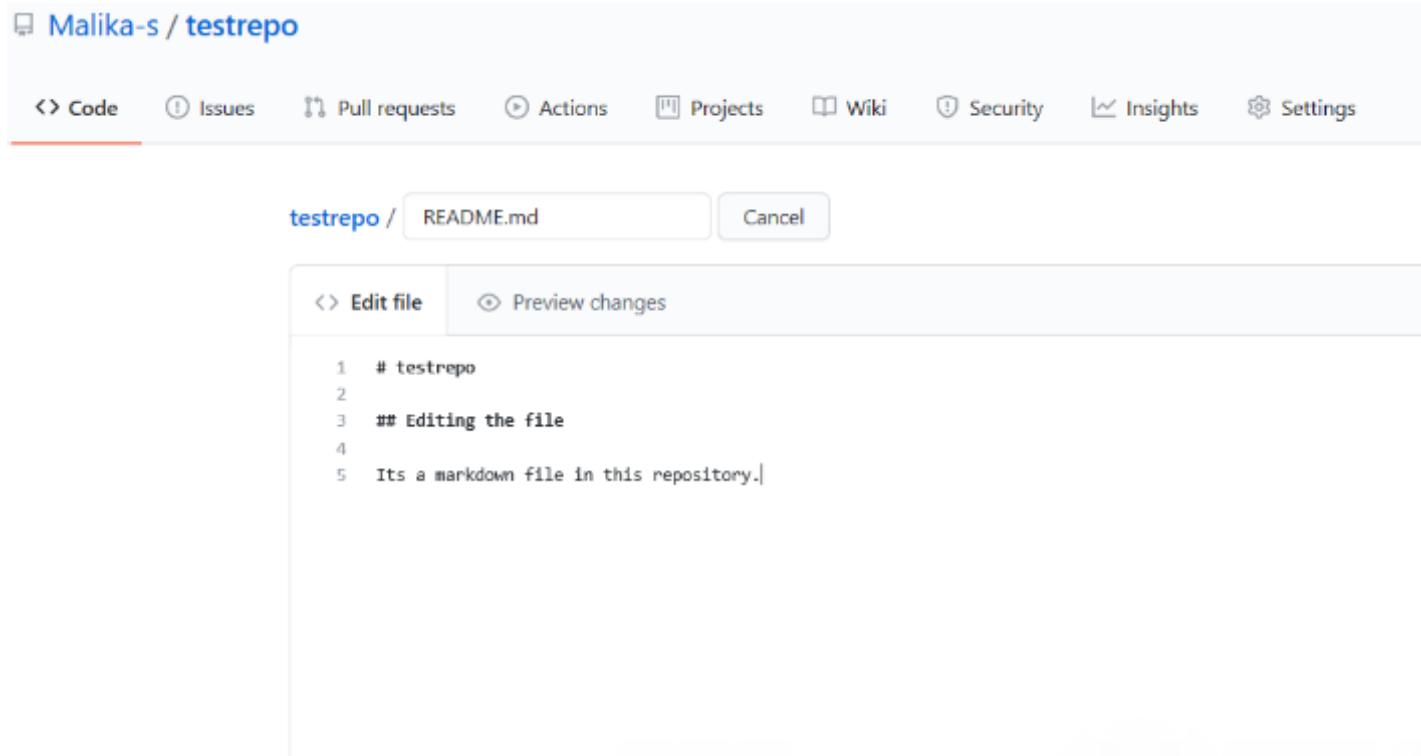 Malika-s / testrepo
<> Code Issues Pull requests Actions Projects Wiki Security Insights Settings
testrepo / README.md Cancel
<> Edit file Preview changes
1 # testrepo
2
3 ## Editing the file
4
5 Its a markdown file in this repository.